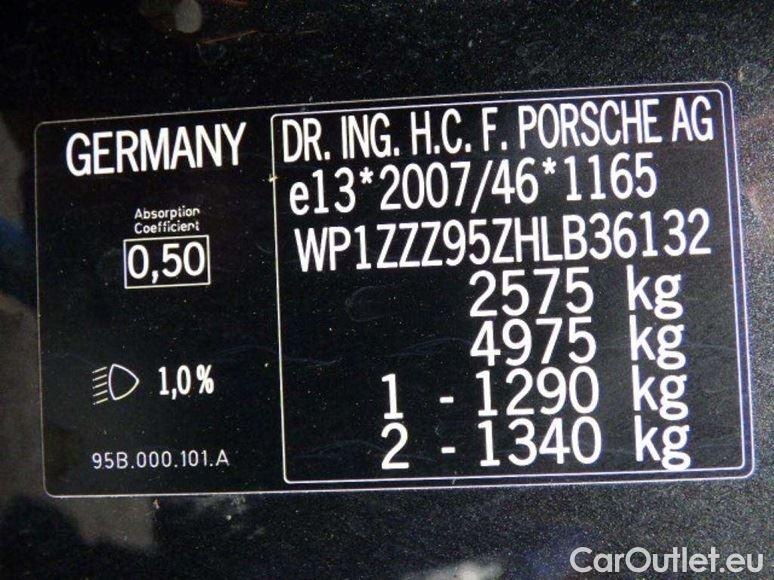 GERMANY
Absorption
Coefficient
0,50
1,0%
95B.000.101.A
DR. ING. H.C. F. PORSCHE AG
e13*2007/46*1165
WP1ZZZ95ZHLB36132
2575 kg
4975 kg
1 - 1290 kg
2 - 1340 kg
CarOutlet.eu